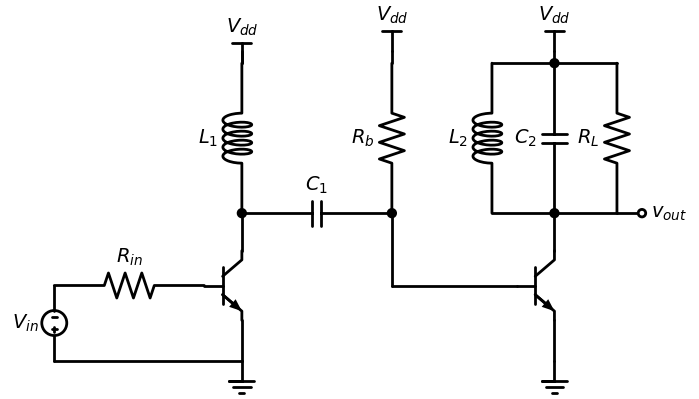 V_dd
V_dd
V_dd
L_1
R_b
L_2
C_2
R_L
C_1
v_out
R_in
V_in